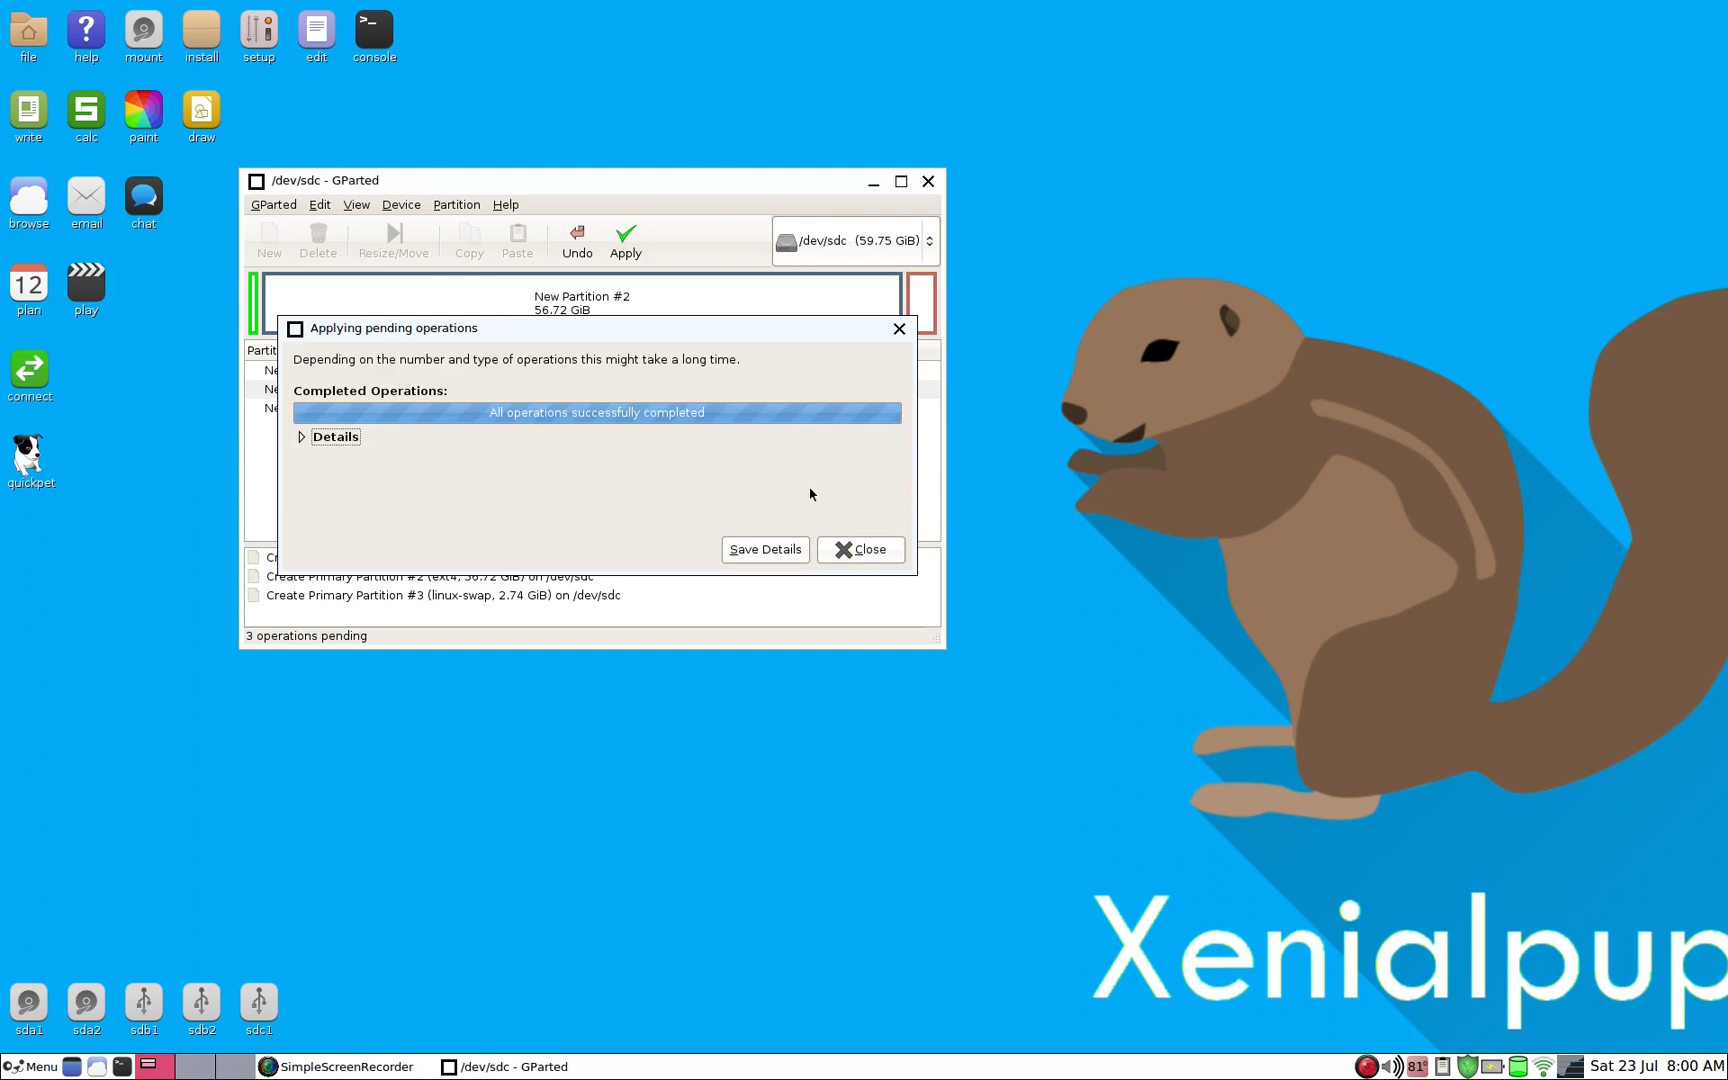 file
help
mount
install
setup
edit
console
write
calc
paint
draw
browse
email
chat
12
plan
play
connect
quickpet
/dev/sdc - GParted
GParted Edit View Device Partition Help
New
Delete
Resize/Move
Copy
Paste
Undo
Apply
/dev/sdc (59.75 GiB)
New Partition #2
56.72 GiB
Partit
Applying pending operations
Depending on the number and type of operations this might take a long time.
Completed Operations:
All operations successfully completed
Details
Save Details
Close
Ne
Ne
Ne
Cr
Create Primary Partition #2 (ext4, 56.72 GiB) on /dev/sdc
Create Primary Partition #3 (linux-swap, 2.74 GiB) on /dev/sdc
3 operations pending
Xenialpup
sda1
sda2
sdb1
sdb2
sdc1
Menu
SimpleScreenRecorder
/dev/sdc - GParted
81°
Sat 23 Jul 8:00 AM